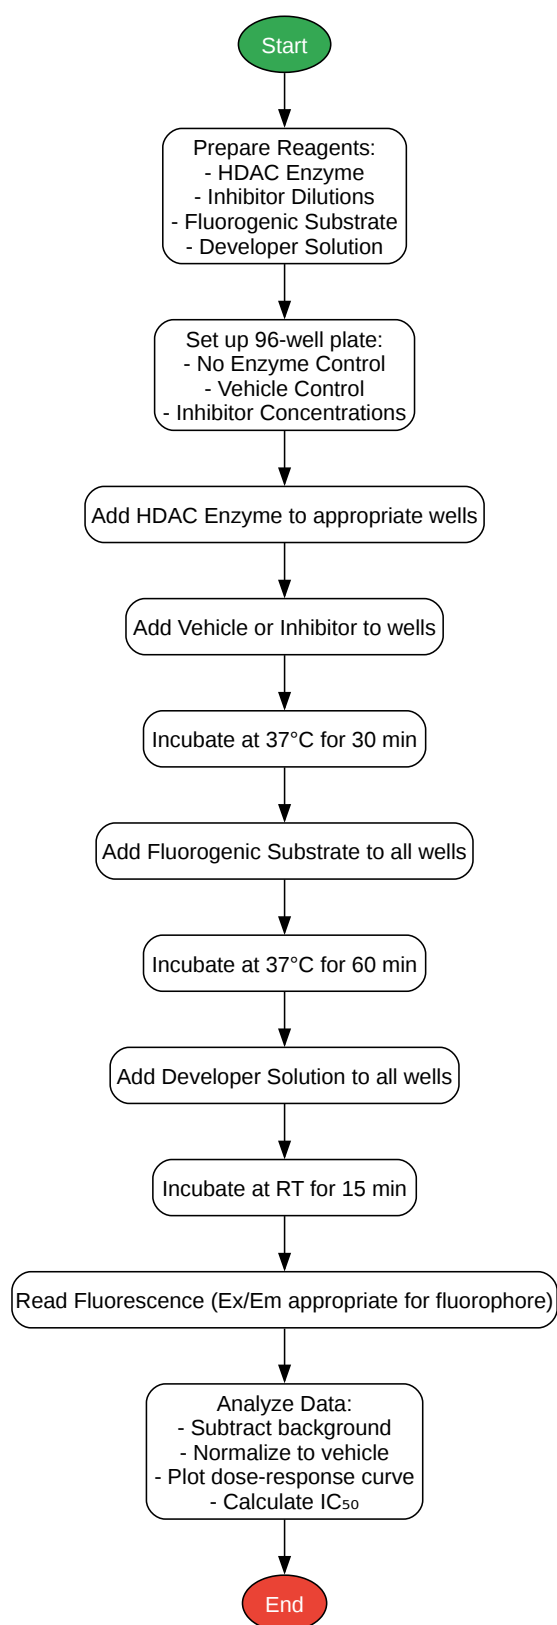 Start
Prepare Reagents:
- HDAC Enzyme
- Inhibitor Dilutions
- Fluorogenic Substrate
- Developer Solution
Set up 96-well plate:
- No Enzyme Control
- Vehicle Control
- Inhibitor Concentrations
Add HDAC Enzyme to appropriate wells
Add Vehicle or Inhibitor to wells
Incubate at 37°C for 30 min
Add Fluorogenic Substrate to all wells
Incubate at 37°C for 60 min
Add Developer Solution to all wells
Incubate at RT for 15 min
Read Fluorescence (Ex/Em appropriate for fluorophore)
Analyze Data:
- Subtract background
- Normalize to vehicle
- Plot dose-response curve
- Calculate IC₅₀
End